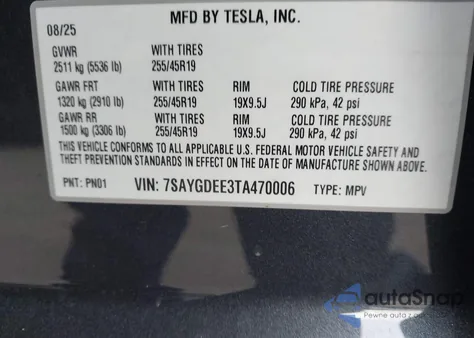 MFD BY TESLA, INC.
08/25
GVWR WITH TIRES
2511 kg (5536 lb) 255/45R19
GAWR FRT WITH TIRES RIM COLD TIRE PRESSURE
1320 kg (2910 lb) 255/45R19 19X9.5J 290 kPa, 42 psi
GAWR RR WITH TIRES RIM COLD TIRE PRESSURE
1500 kg (3306 lb) 255/45R19 19X9.5J 290 kPa, 42 psi
THIS VEHICLE CONFORMS TO ALL APPLICABLE U.S. FEDERAL MOTOR VEHICLE SAFETY AND
THEFT PREVENTION STANDARDS IN EFFECT ON THE DATE OF MANUFACTURE SHOWN ABOVE.
PNT: PN01 VIN: 7SAYGDEE3TA470006 TYPE: MPV
autoSnap
Pewne auto z aukcji